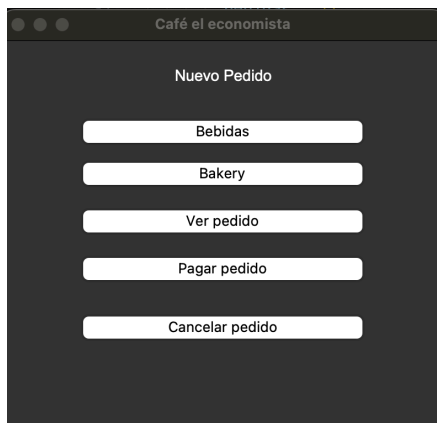 Café el economista
Nuevo Pedido
Bebidas
Bakery
Ver pedido
Pagar pedido
Cancelar pedido